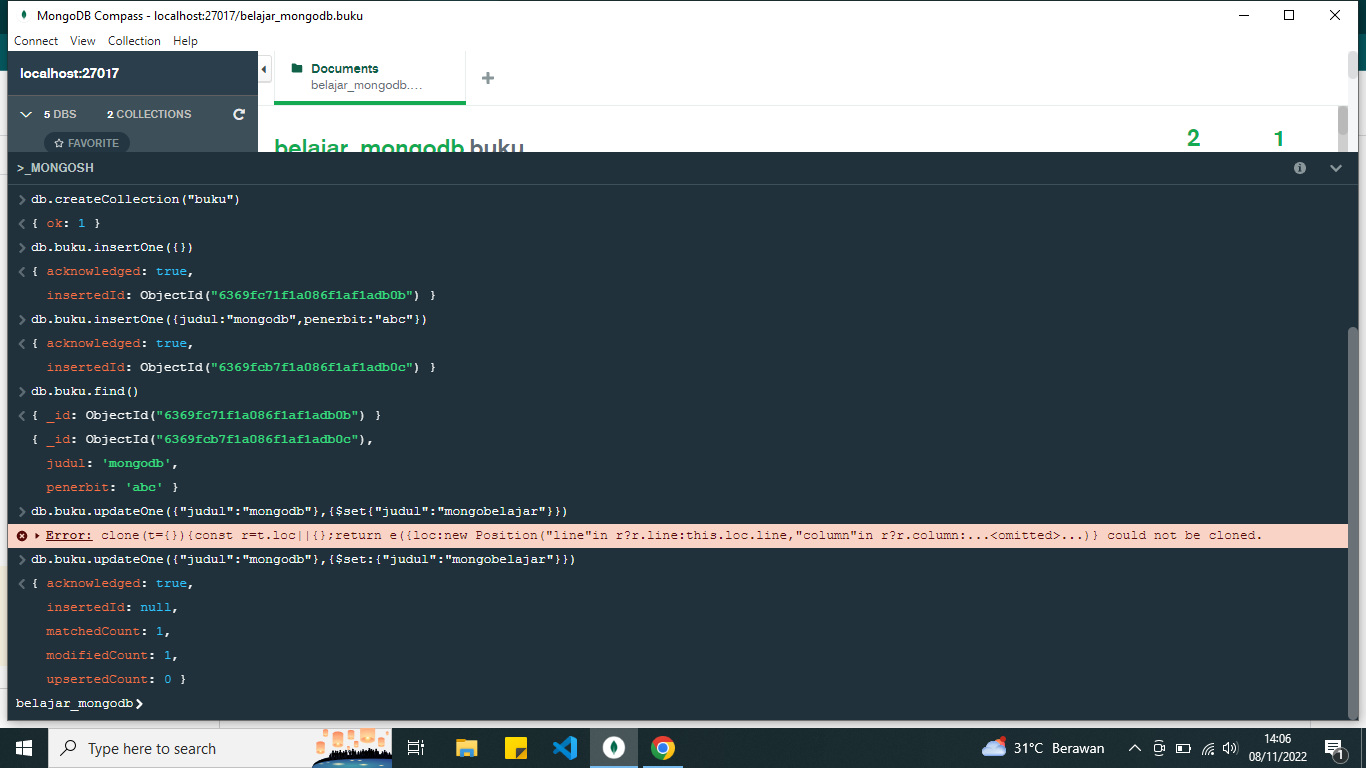 MongoDB Compass - localhost:27017/belajar_mongodb.buku
Connect View Collection Help
localhost:27017
Documents
belajar_mongodb....
5 DBS 2 COLLECTIONS
FAVORITE
belajar_mongodb.buku
2 1
>_MONGOSH
db.createCollection("buku")
{ ok: 1 }
db.buku.insertOne({})
{ acknowledged: true,
insertedId: ObjectId("6369fc71f1a086f1af1adb0b") }
db.buku.insertOne({judul:"mongodb",penerbit:"abc"})
{ acknowledged: true,
insertedId: ObjectId("6369fcb7f1a086f1af1adb0c") }
db.buku.find()
{ _id: ObjectId("6369fc71f1a086f1af1adb0b") }
{ _id: ObjectId("6369fcb7f1a086f1af1adb0c"),
judul: 'mongodb',
penerbit: 'abc' }
db.buku.updateOne({"judul":"mongodb"},{$set{"judul":"mongobelajar"}})
Error: clone(t={}){const r=t.loc||{};return e({loc:new Position("line"in r?r.line:this.loc.line,"column"in r?r.column:...<omitted>...)} could not be cloned.
db.buku.updateOne({"judul":"mongodb"},{$set:{"judul":"mongobelajar"}})
{ acknowledged: true,
insertedId: null,
matchedCount: 1,
modifiedCount: 1,
upsertedCount: 0 }
belajar_mongodb>
Type here to search
31°C Berawan
14:06
08/11/2022
1